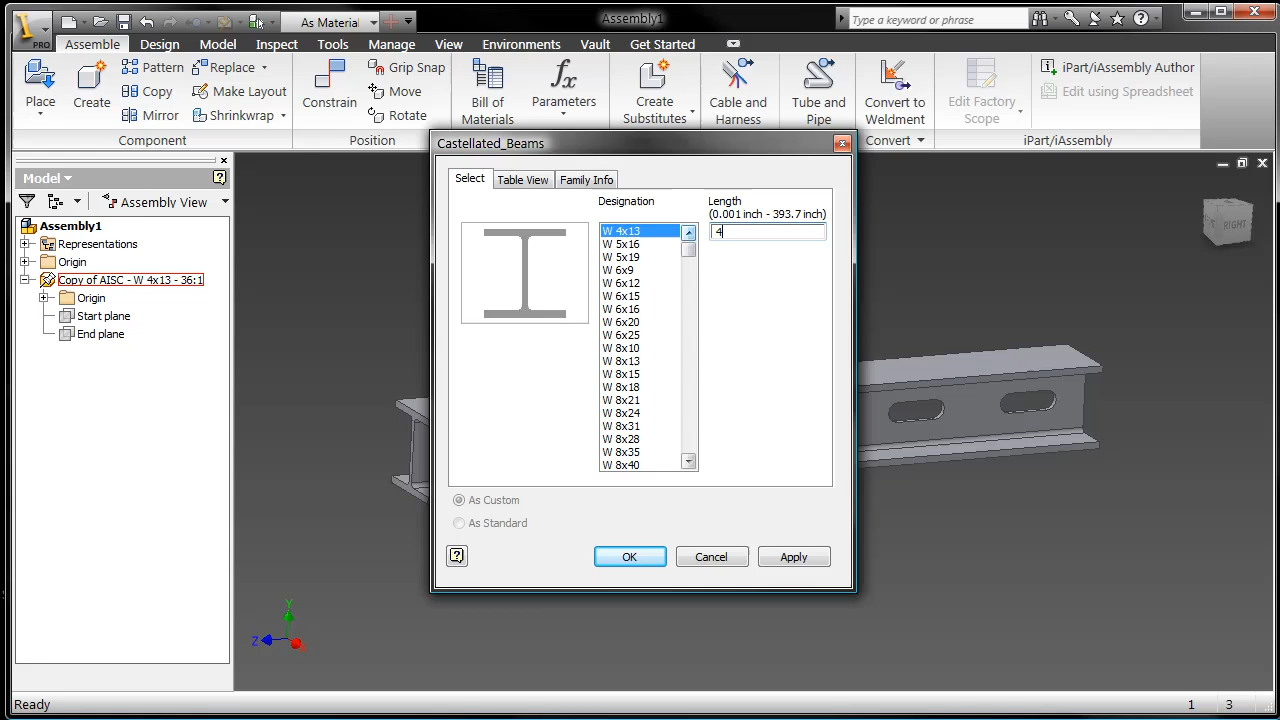 As Material
Assembly1
Type a keyword or phrase
PRO
Assemble Design Model Inspect Tools Manage View Environments Vault Get Started
Place
Create
Pattern
Copy
Mirror
Replace
Make Layout
Shrinkwrap
Component
Constrain
Grip Snap
Move
Rotate
Position
Bill of
Materials
fx
Parameters
Create
Substitutes
Cable and
Harness
Tube and
Pipe
Convert to
Weldment
Convert
Edit Factory
Scope
iPart/iAssembly Author
Edit using Spreadsheet
iPart/iAssembly
Model
Assembly View
Assembly1
Representations
Origin
Copy of AISC - W 4x13 - 36:1
Origin
Start plane
End plane
Castellated_Beams
Select Table View Family Info
Designation
W 4x13
W 5x16
W 5x19
W 6x9
W 6x12
W 6x15
W 6x16
W 6x20
W 6x25
W 8x10
W 8x13
W 8x15
W 8x18
W 8x21
W 8x24
W 8x31
W 8x28
W 8x35
W 8x40
Length
(0.001 inch - 393.7 inch)
4
As Custom
As Standard
OK Cancel Apply
RIGHT
Y
Z
Ready
1 3